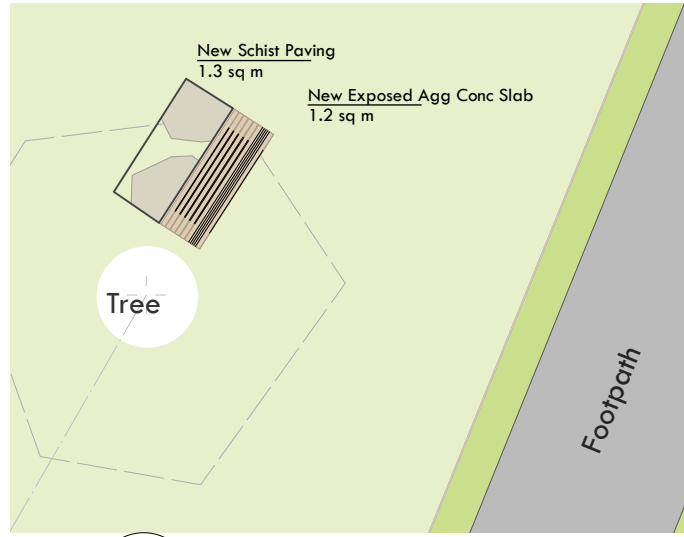 New Schist Paving
1.3 sq m
New Exposed Agg Conc Slab
1.2 sq m
Tree
Footpath